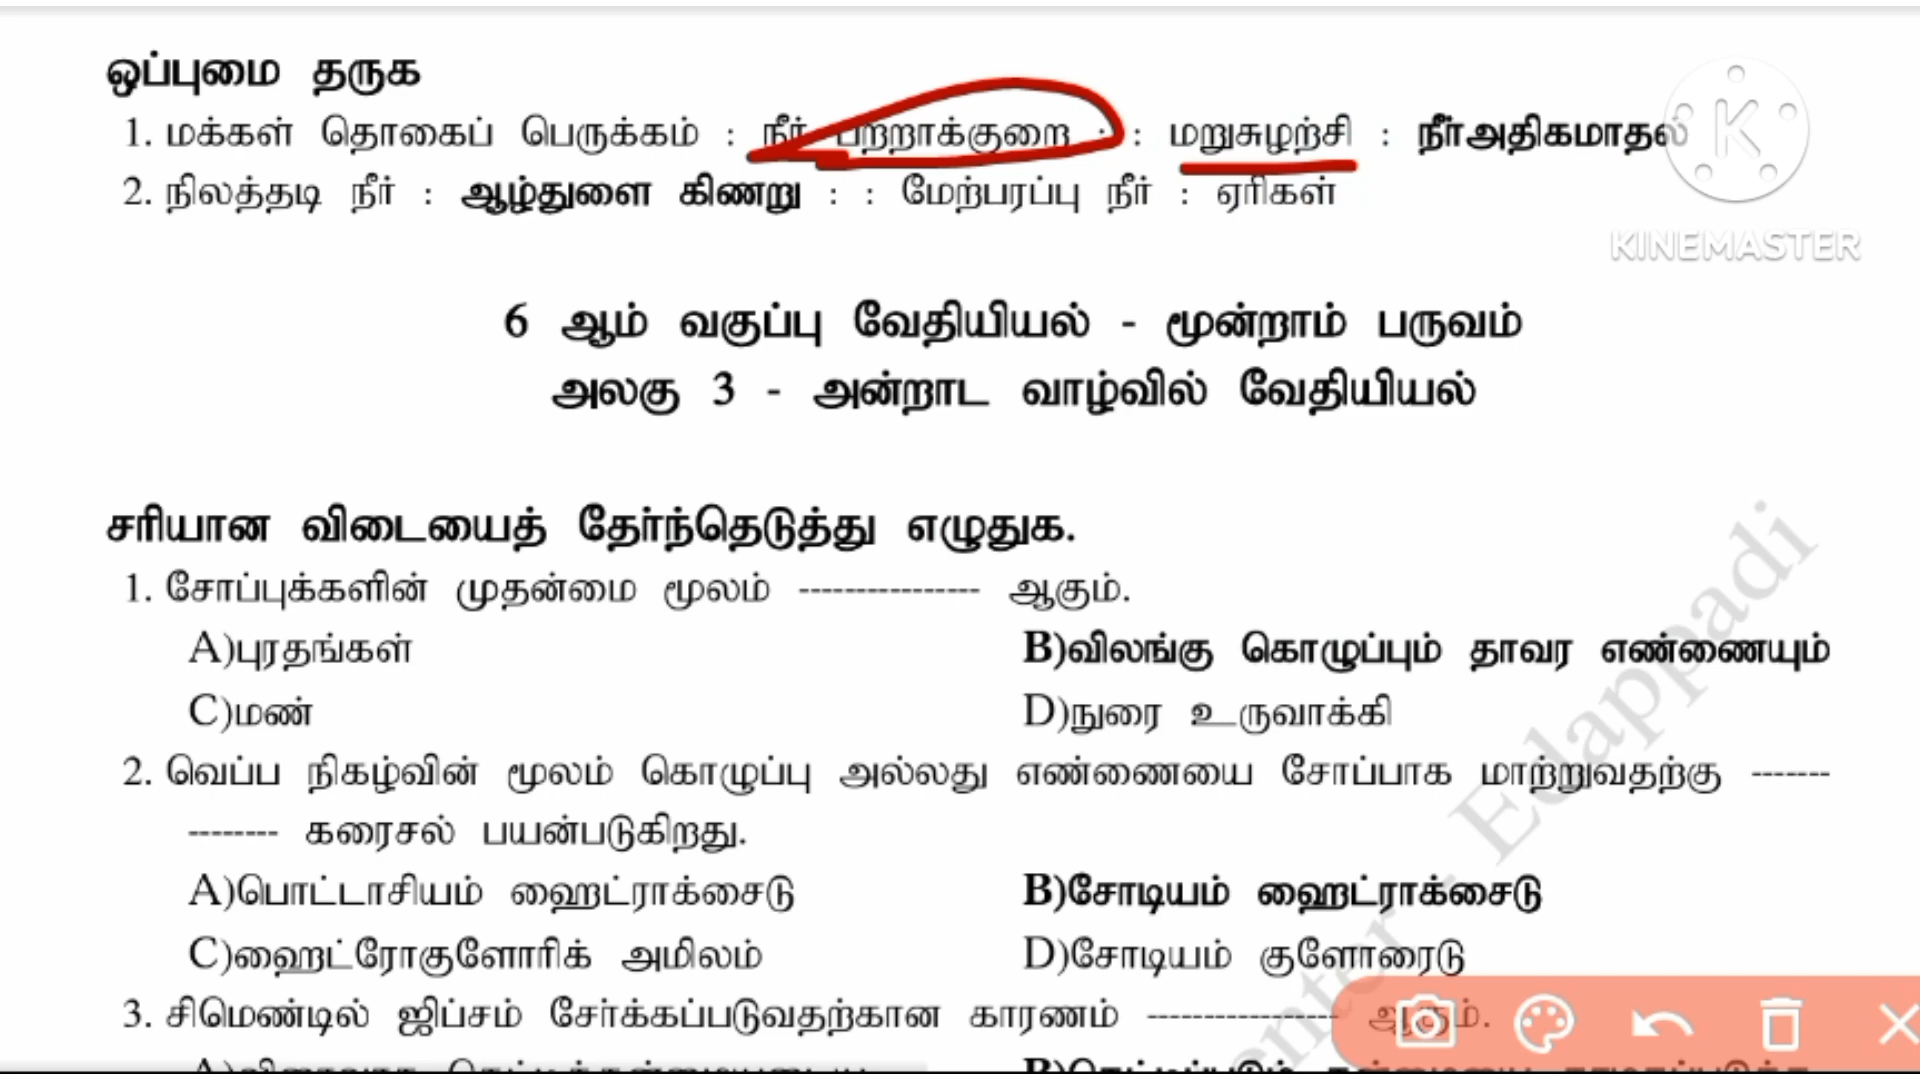 ஒப்புமை தருக
1. மக்கள் தொகைப் பெருக்கம் : நீர் பற்றாக்குறை : : மறுசுழற்சி : நீர்அதிகமாதல்
2. நிலத்தடி நீர் : ஆழ்துளை கிணறு : : மேற்பரப்பு நீர் : ஏரிகள்
KINEMASTER
6 ஆம் வகுப்பு வேதியியல் - மூன்றாம் பருவம்
அலகு 3 - அன்றாட வாழ்வில் வேதியியல்
சரியான விடையைத் தேர்ந்தெடுத்து எழுதுக.
1. சோப்புக்களின் முதன்மை மூலம் ---------------- ஆகும்.
A)புரதங்கள் B)விலங்கு கொழுப்பும் தாவர எண்ணையும்
C)மண் D)நுரை உருவாக்கி
2. வெப்ப நிகழ்வின் மூலம் கொழுப்பு அல்லது எண்ணையை சோப்பாக மாற்றுவதற்கு -------
-------- கரைசல் பயன்படுகிறது.
A)பொட்டாசியம் ஹைட்ராக்சைடு B)சோடியம் ஹைட்ராக்சைடு
C)ஹைட்ரோகுளோரிக் அமிலம் D)சோடியம் குளோரைடு
3. சிமெண்டில் ஜிப்சம் சேர்க்கப்படுவதற்கான காரணம் ----------------- ஆகும்.
Edappadi